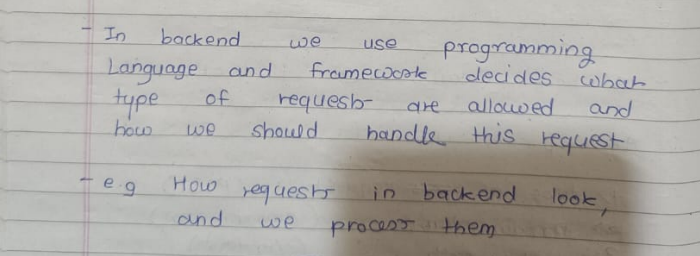 - In backend we use programming
Language and framework decides what
type of request are allowed and
how we should handle this request
- e.g How requests in backend look,
and we process them